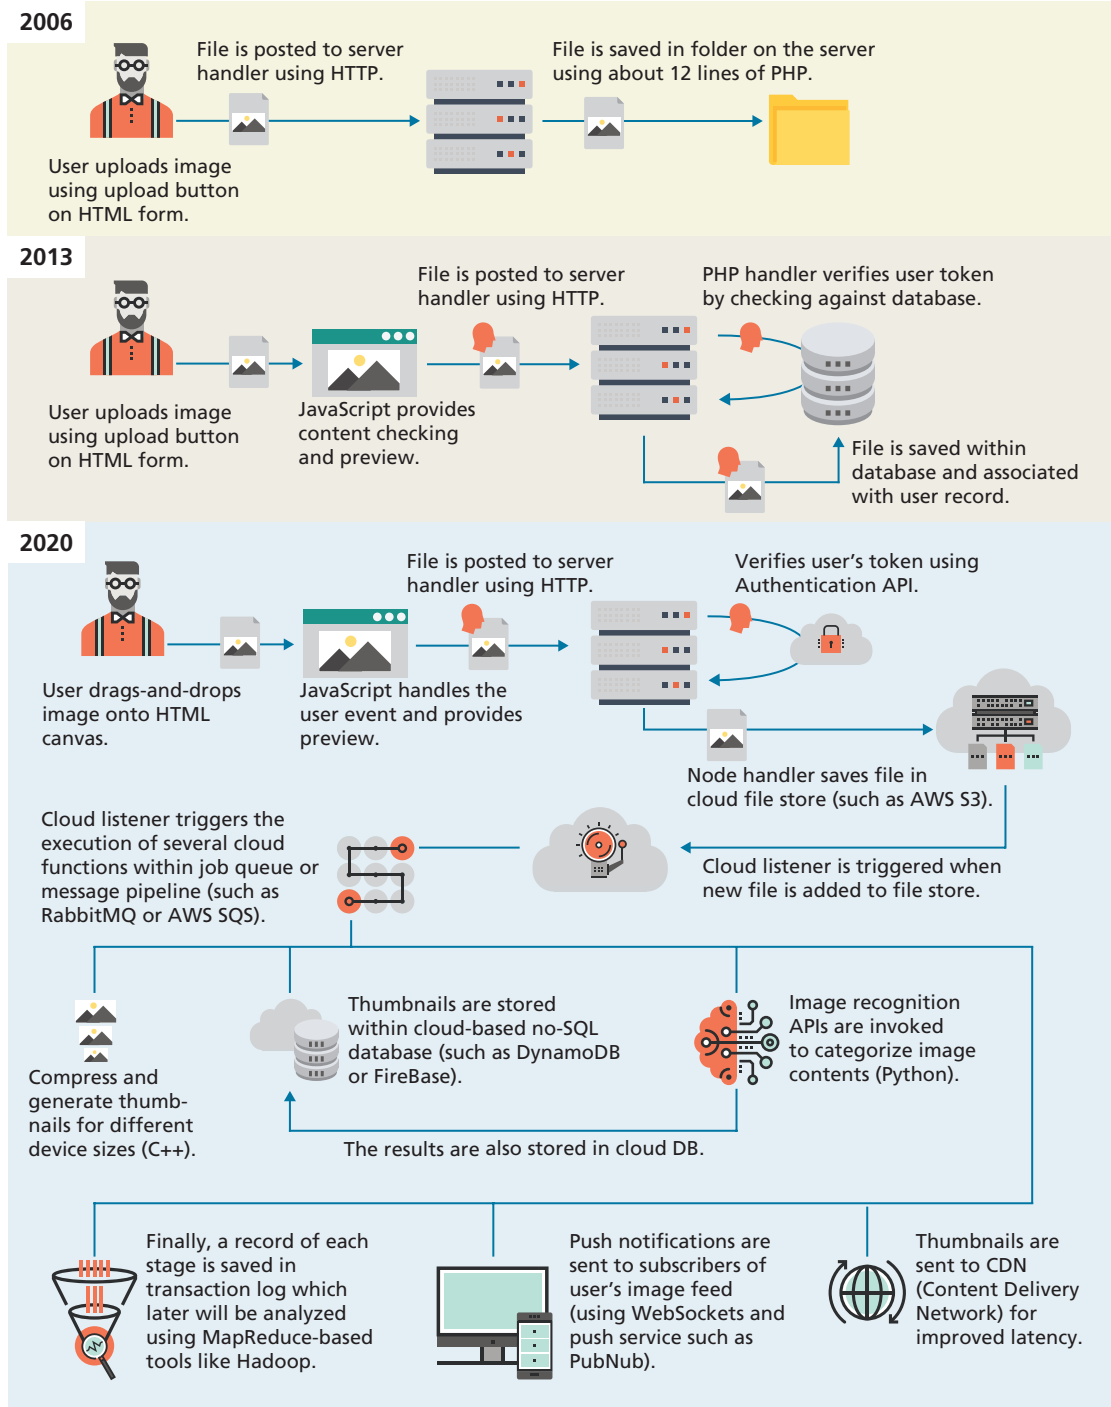 2006
File is posted to server
handler using HTTP.
File is saved in folder on the server
using about 12 lines of PHP.
User uploads image
using upload button
on HTML form.
2013
File is posted to server
handler using HTTP.
PHP handler verifies user token
by checking against database.
User uploads image
using upload button
on HTML form.
JavaScript provides
content checking
and preview.
File is saved within
database and associated
with user record.
2020
File is posted to server
handler using HTTP.
Verifies user’s token using
Authentication API.
User drags-and-drops
image onto HTML
canvas.
JavaScript handles the
user event and provides
preview.
Node handler saves file in
cloud file store (such as AWS S3).
Cloud listener triggers the
execution of several cloud
functions within job queue or
message pipeline (such as
RabbitMQ or AWS SQS).
Cloud listener is triggered when
new file is added to file store.
Compress and
generate thumb-
nails for different
device sizes (C++).
Thumbnails are stored
within cloud-based no-SQL
database (such as DynamoDB
or FireBase).
Image recognition
APIs are invoked
to categorize image
contents (Python).
The results are also stored in cloud DB.
Finally, a record of each
stage is saved in
transaction log which
later will be analyzed
using MapReduce-based
tools like Hadoop.
Push notifications are
sent to subscribers of
user’s image feed
(using WebSockets and
push service such as
PubNub).
Thumbnails are
sent to CDN
(Content Delivery
Network) for
improved latency.